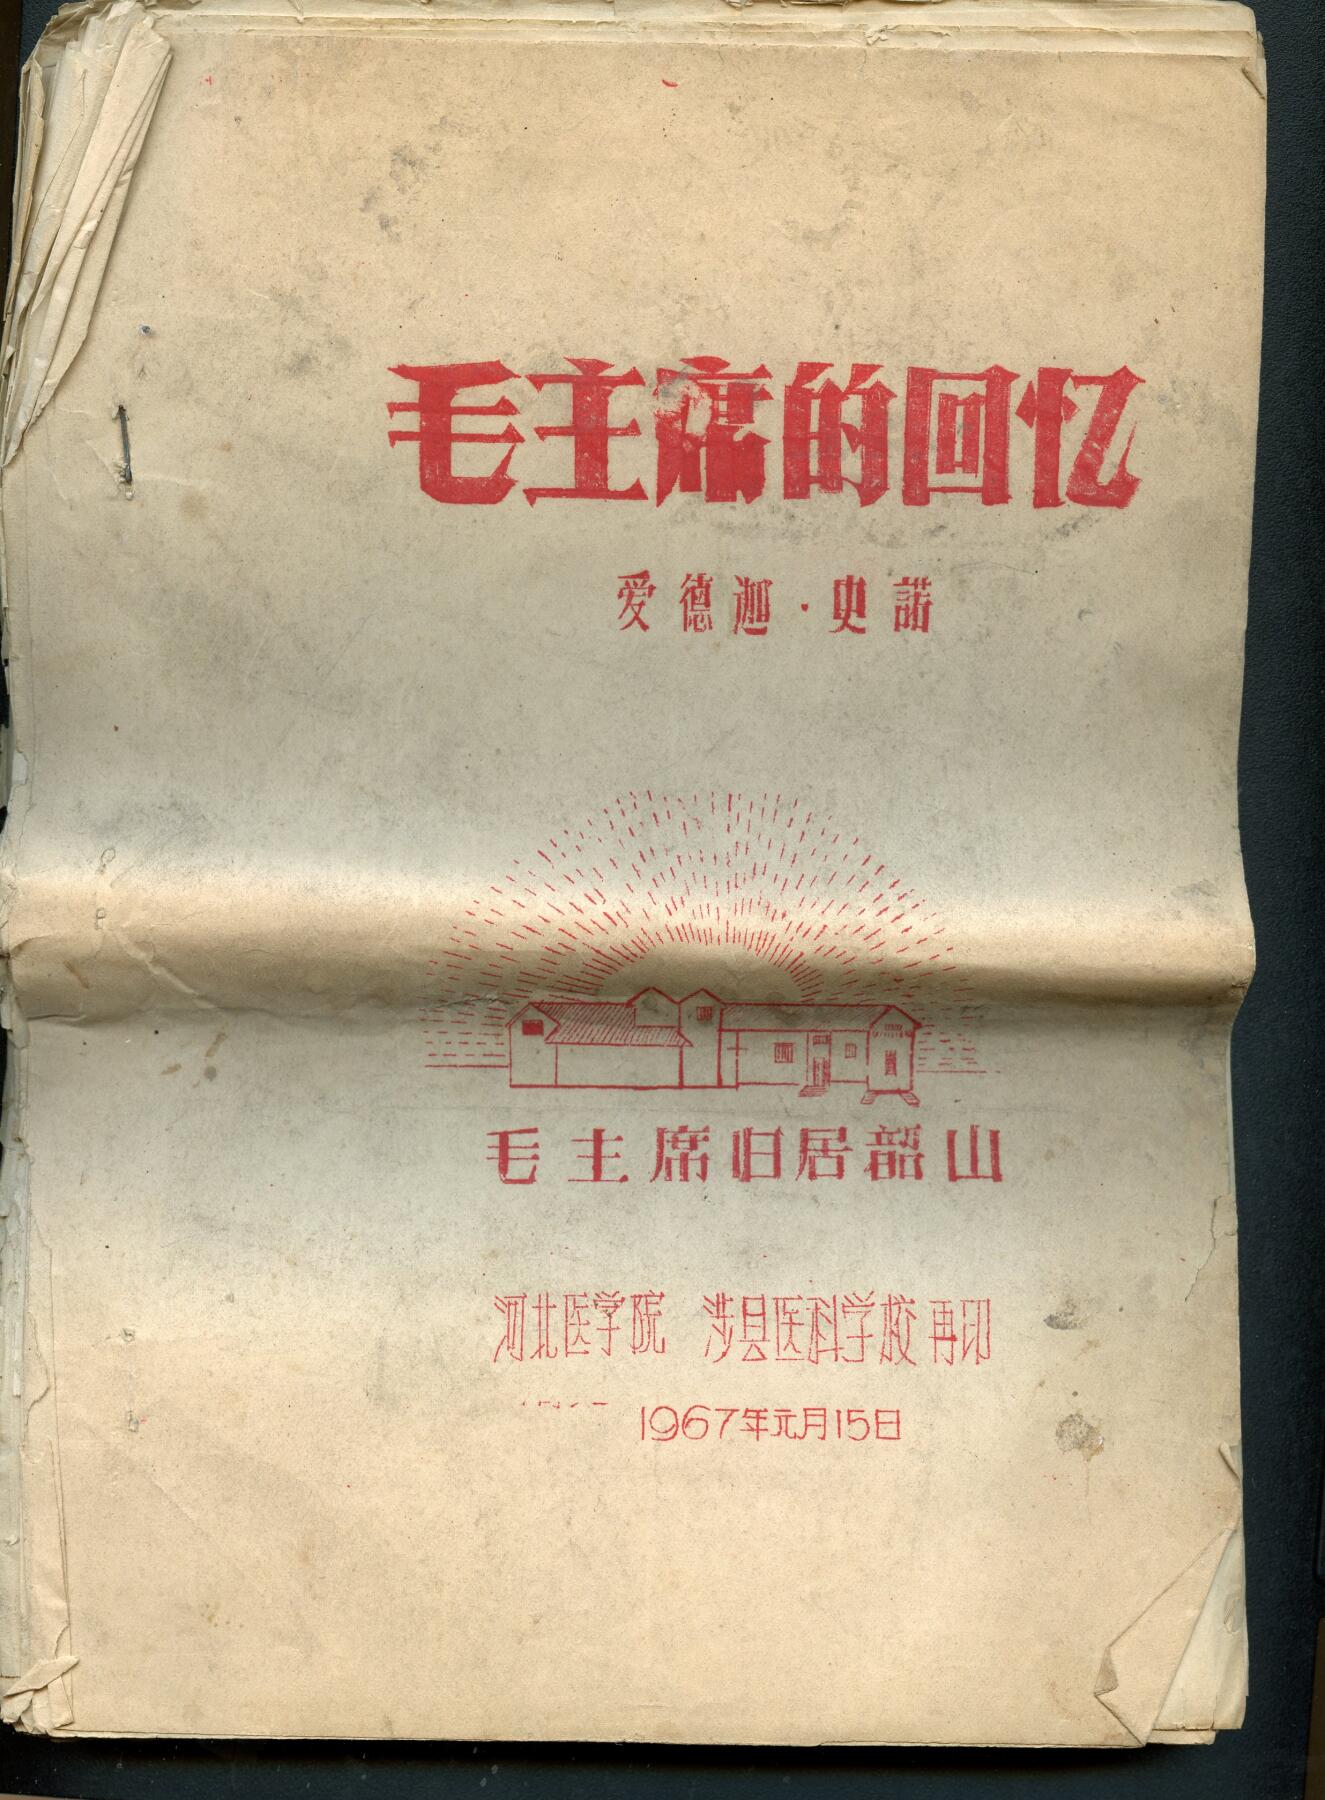 毛主席的回忆
爱德迦·史諾
毛主席旧居韶山
河北医学院 涉县医科学校再印
1967年元月15日